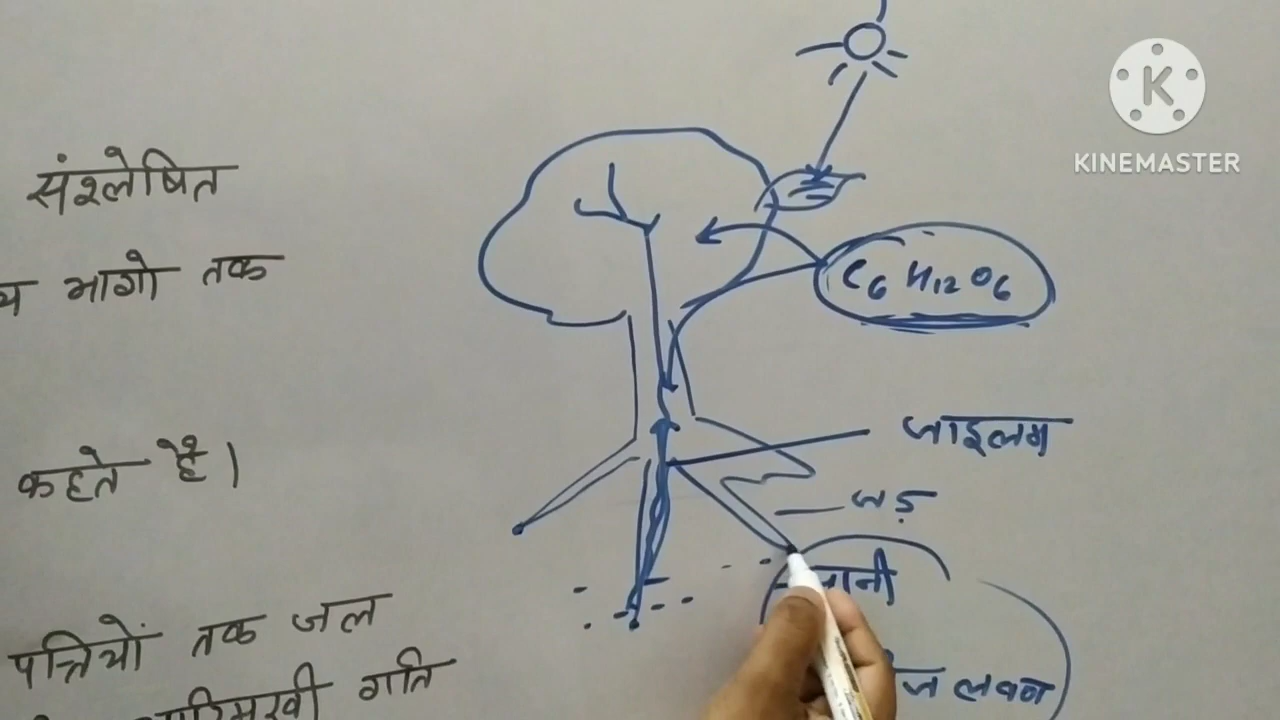 संश्लेषित
भागो तक
कहते है।
पत्तियों तक जल
गति
C6H12O6
जाइलम
जड़
पानी
लवण
K
KINEMASTER